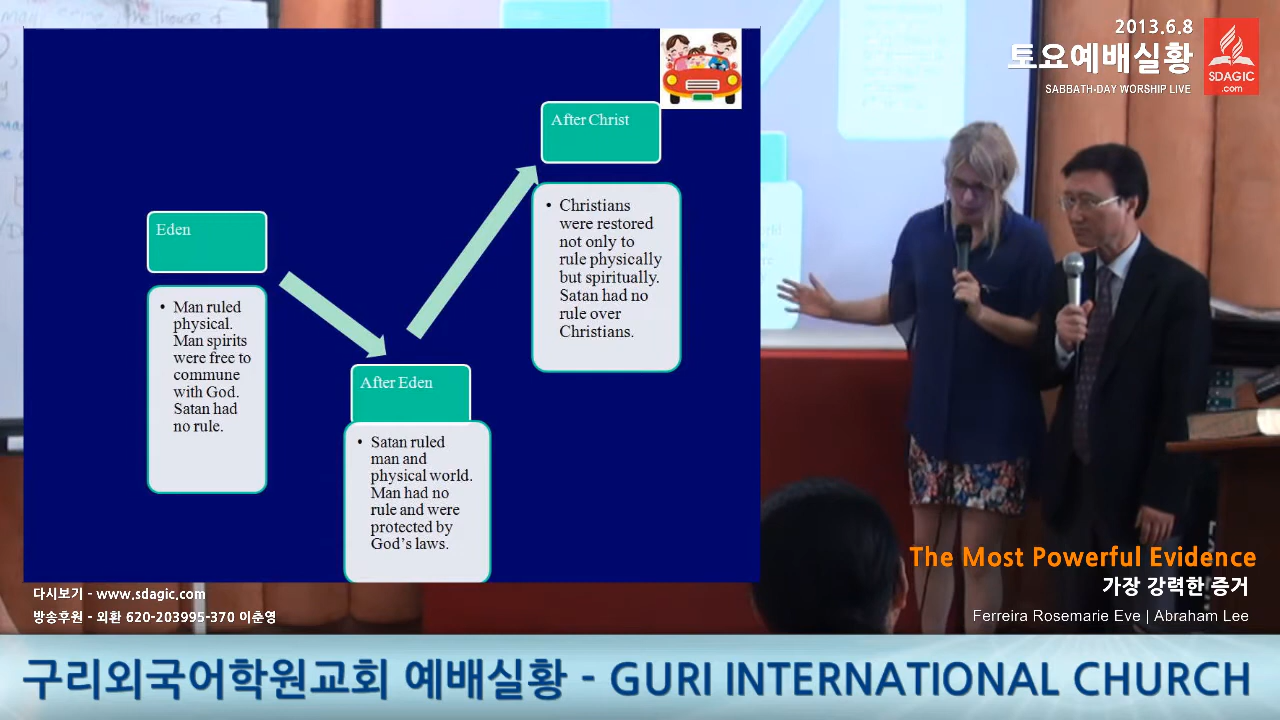 2013.6.8
토요예배실황
SABBATH-DAY WORSHIP LIVE
SDAGIC
.com
Eden
• Man ruled
physical.
Man spirits
were free to
commune
with God.
Satan had
no rule.
After Eden
• Satan ruled
man and
physical world.
Man had no
rule and were
protected by
God's laws.
After Christ
• Christians
were restored
not only to
rule physically
but spiritually.
Satan had no
rule over
Christians.
The Most Powerful Evidence
가장 강력한 증거
Ferreira Rosemarie Eve | Abraham Lee
다시보기 - www.sdagic.com
방송후원 - 외환 620-203995-370 이춘영
구리외국어학원교회 예배실황 - GURI INTERNATIONAL CHURCH